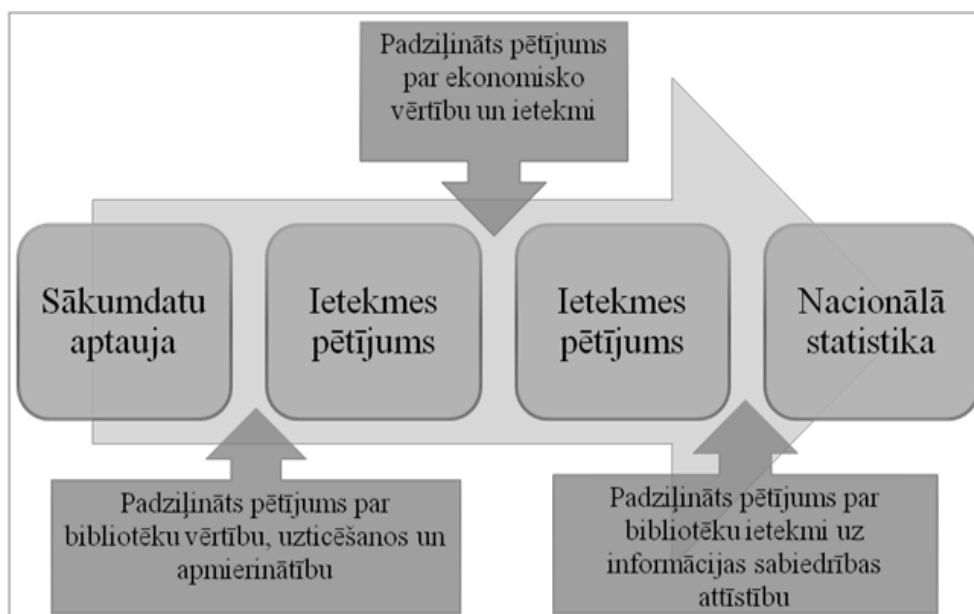 Padziļināts pētījums
par ekonomisko
vērtību un ietekmi
Sākumdatu
aptauja
Ietekmes
pētījums
Ietekmes
pētījums
Nacionālā
statistika
Padziļināts pētījums par
bibliotēku vērtību, uzticēšanos un
apmierinātību
Padziļināts pētījums par
bibliotēku ietekmi uz
informācijas sabiedrības
attīstību